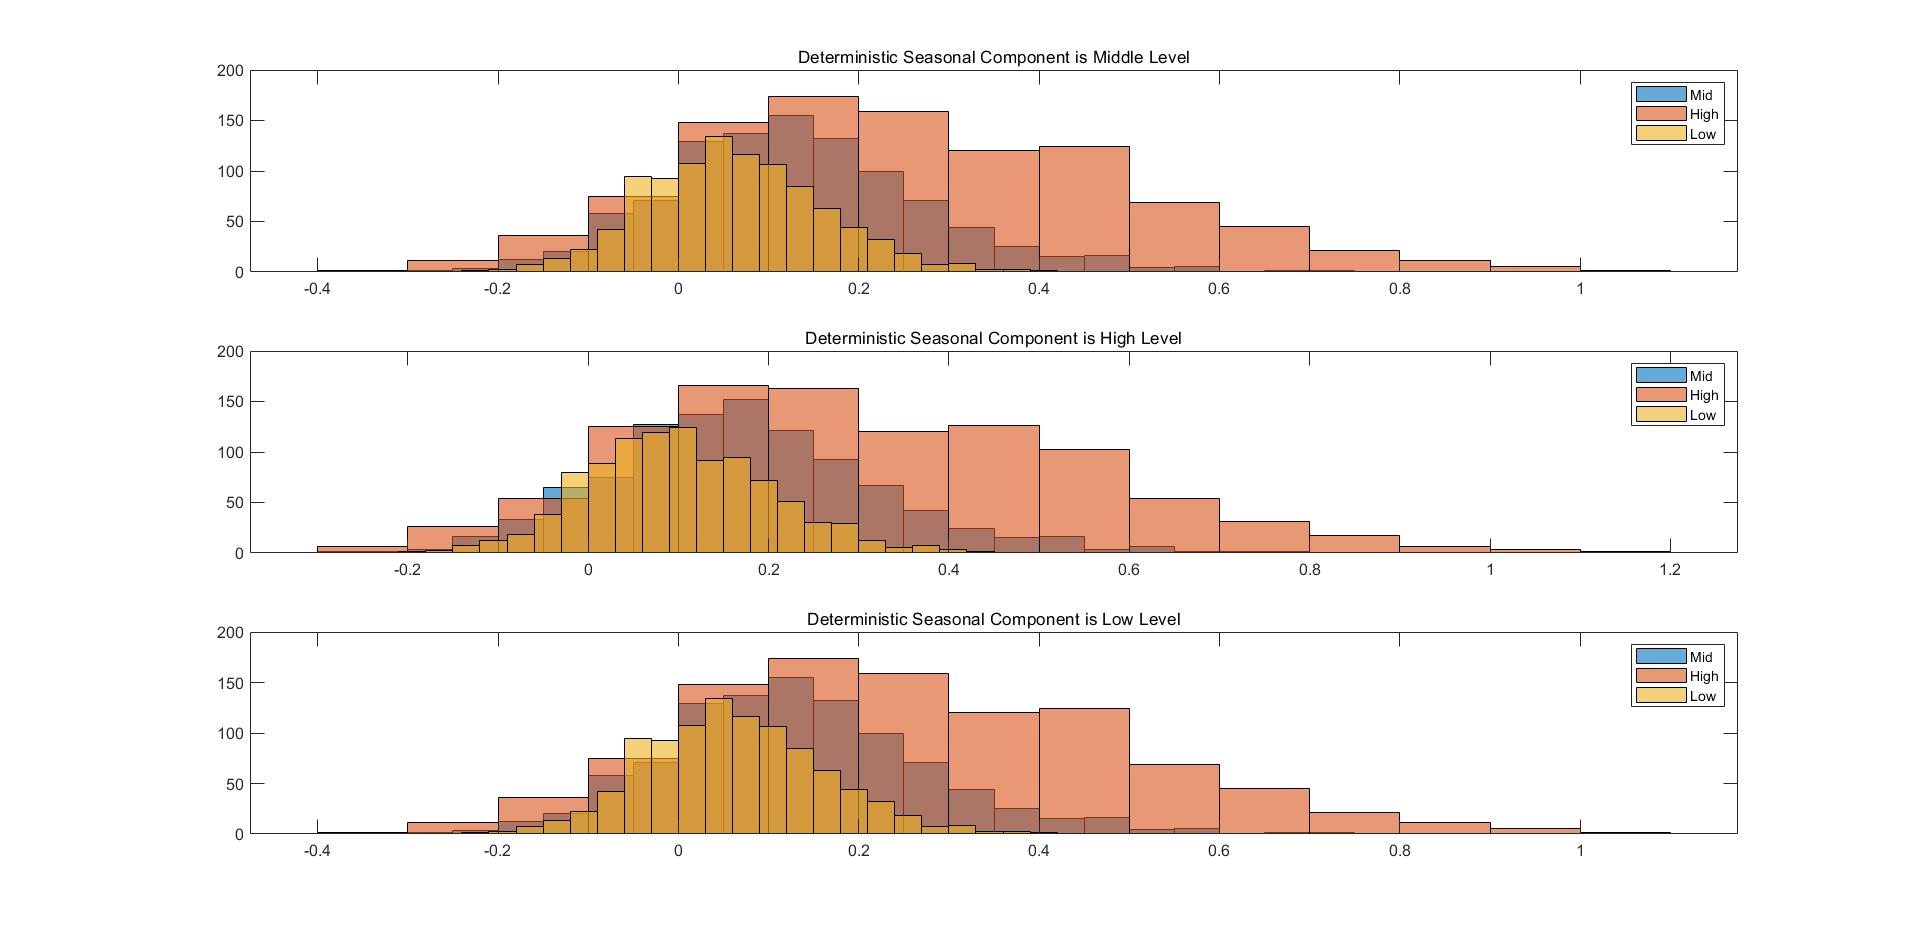 Deterministic Seasonal Component is Middle Level
200
150
100
50
0
-0.4 -0.2 0 0.2 0.4 0.6 0.8 1
Mid
High
Low
Deterministic Seasonal Component is High Level
200
150
100
50
0
-0.2 0 0.2 0.4 0.6 0.8 1 1.2
Mid
High
Low
Deterministic Seasonal Component is Low Level
200
150
100
50
0
-0.4 -0.2 0 0.2 0.4 0.6 0.8 1
Mid
High
Low